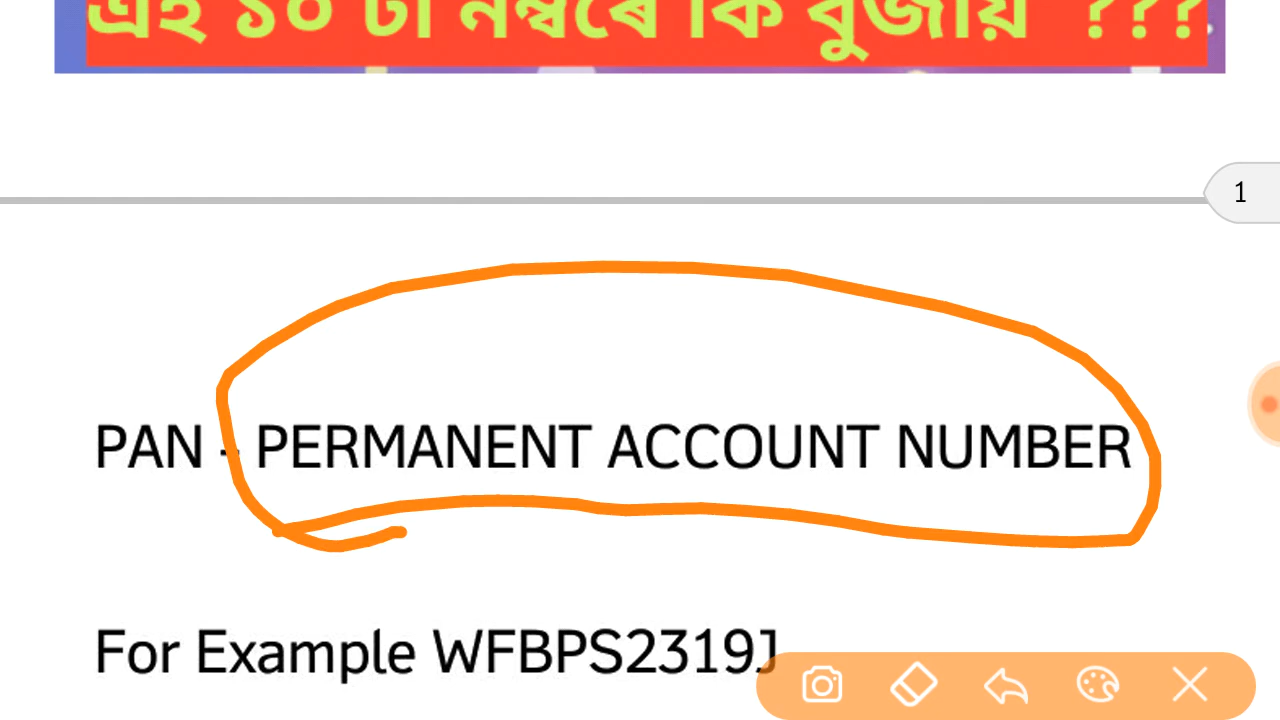 এই ১০ টা নম্বৰে কি বুজায় ???
1
PAN - PERMANENT ACCOUNT NUMBER
For Example WFBPS2319J